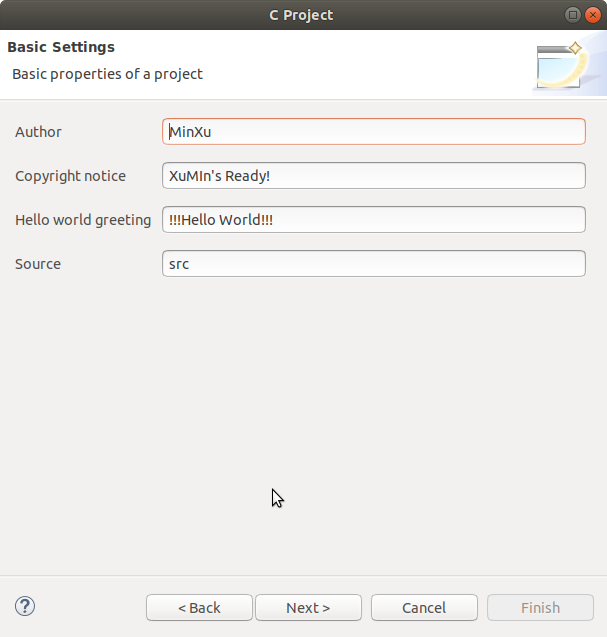 C Project
Basic Settings
Basic properties of a project
Author MinXu
Copyright notice XuMIn's Ready!
Hello world greeting !!!Hello World!!!
Source src
? < Back Next > Cancel Finish